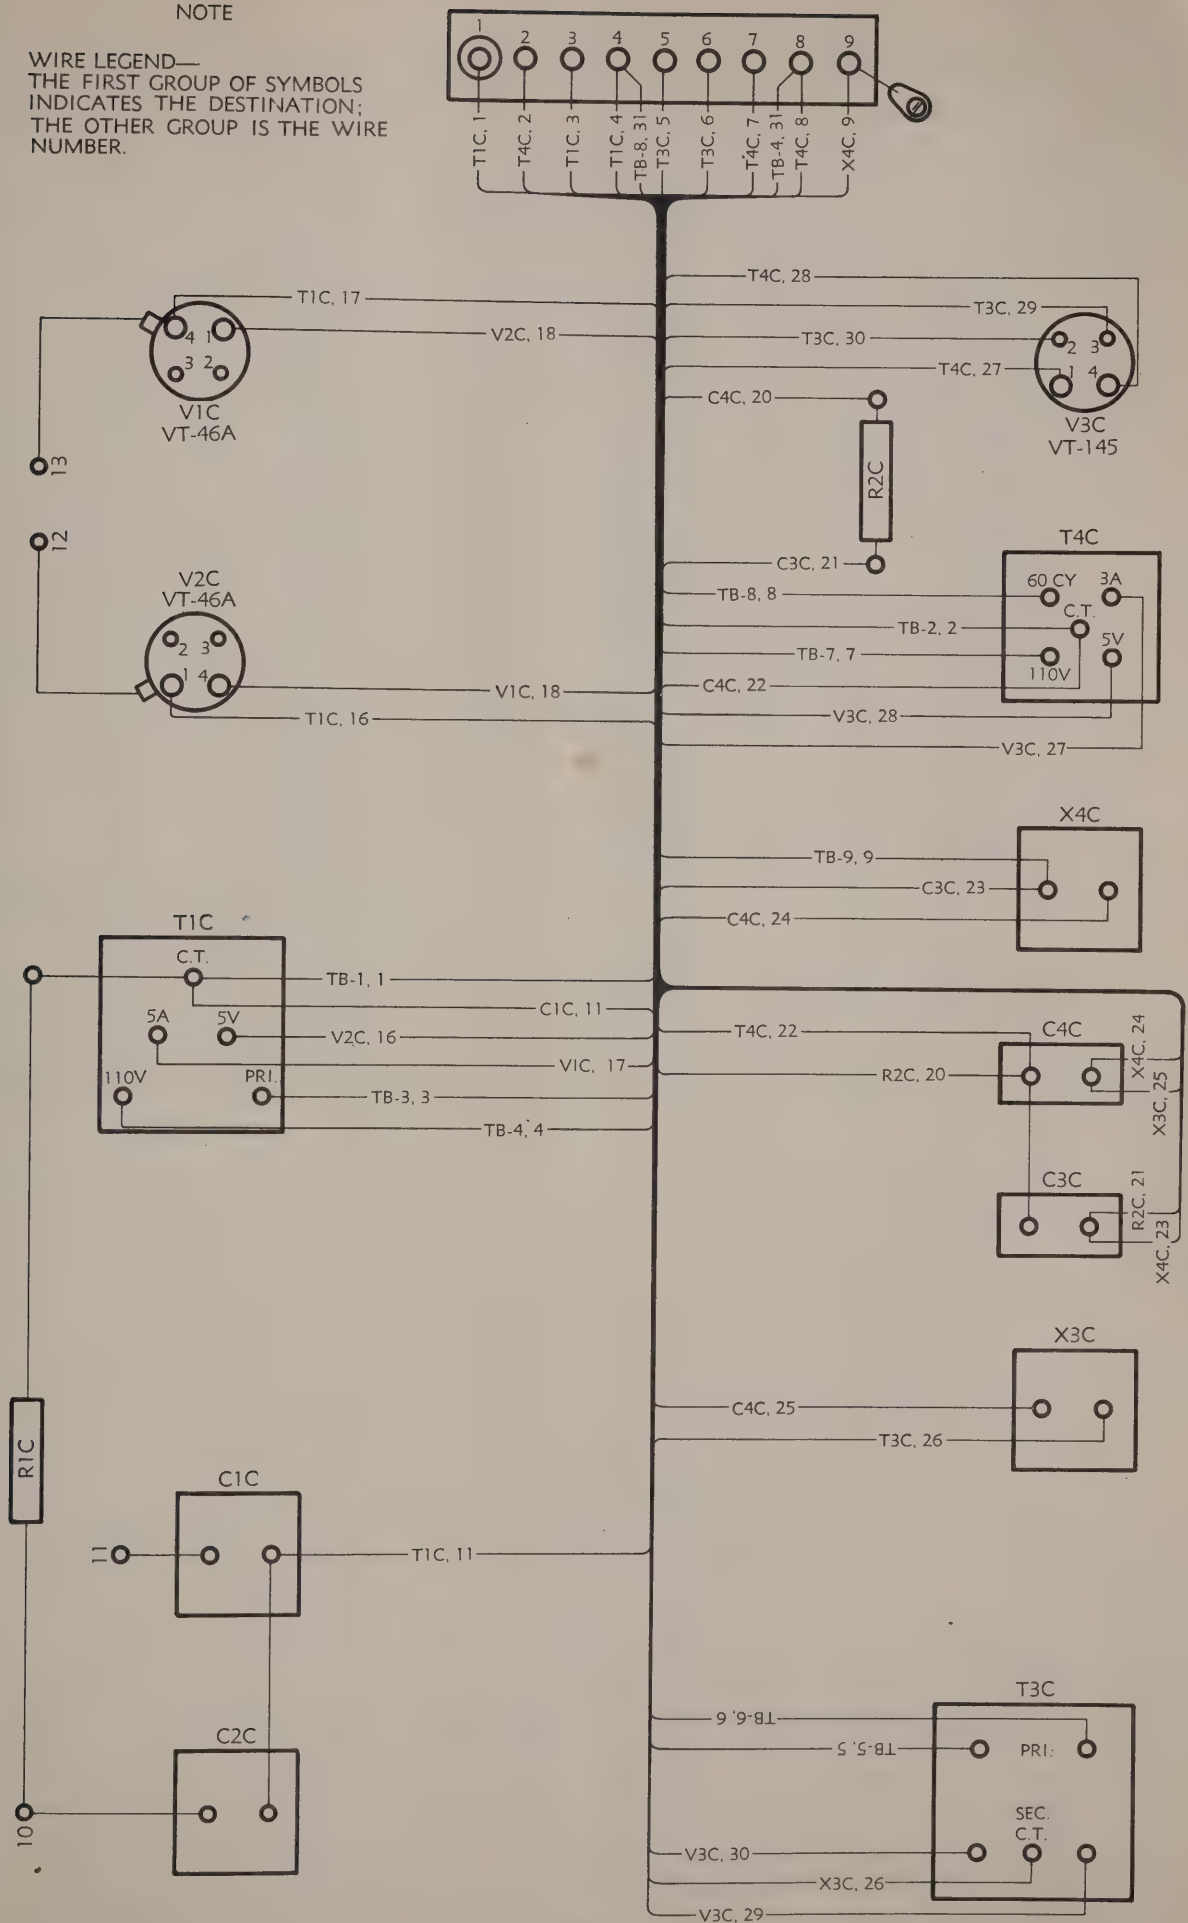 NOTE
WIRE LEGEND—
THE FIRST GROUP OF SYMBOLS
INDICATES THE DESTINATION;
THE OTHER GROUP IS THE WIRE
NUMBER.
1 2 3 4 5 6 7 8 9
T1C, 1
T4C, 2
T1C, 3
T1C, 4
TB-8, 31
T3C, 5
T3C, 6
T4C, 7
TB-4, 31
T4C, 8
X4C, 9
T1C, 17
V2C, 18
4 1
3 2
V1C
VT-46A
13
12
V2C
VT-46A
2 3
1 4
V1C, 18
T1C, 16
T4C, 28
T3C, 29
T3C, 30
T4C, 27
2 3
1 4
V3C
VT-145
C4C, 20
R2C
C3C, 21
T4C
60 CY 3A
C.T.
5V
110V
TB-8, 8
TB-2, 2
TB-7, 7
C4C, 22
V3C, 28
V3C, 27
X4C
TB-9, 9
C3C, 23
C4C, 24
T1C
C.T.
5A 5V
110V PRI.
TB-1, 1
C1C, 11
V2C, 16
V1C, 17
TB-3, 3
TB-4, 4
T4C, 22
R2C, 20
C4C
X4C, 24
X3C, 25
C3C
R2C, 21
X4C, 23
X3C
C4C, 25
T3C, 26
R1C
C1C
11
T1C, 11
C2C
10
T3C
TB-6, 6
TB-5, 5
PRI.
SEC.
C.T.
V3C, 30
X3C, 26
V3C, 29